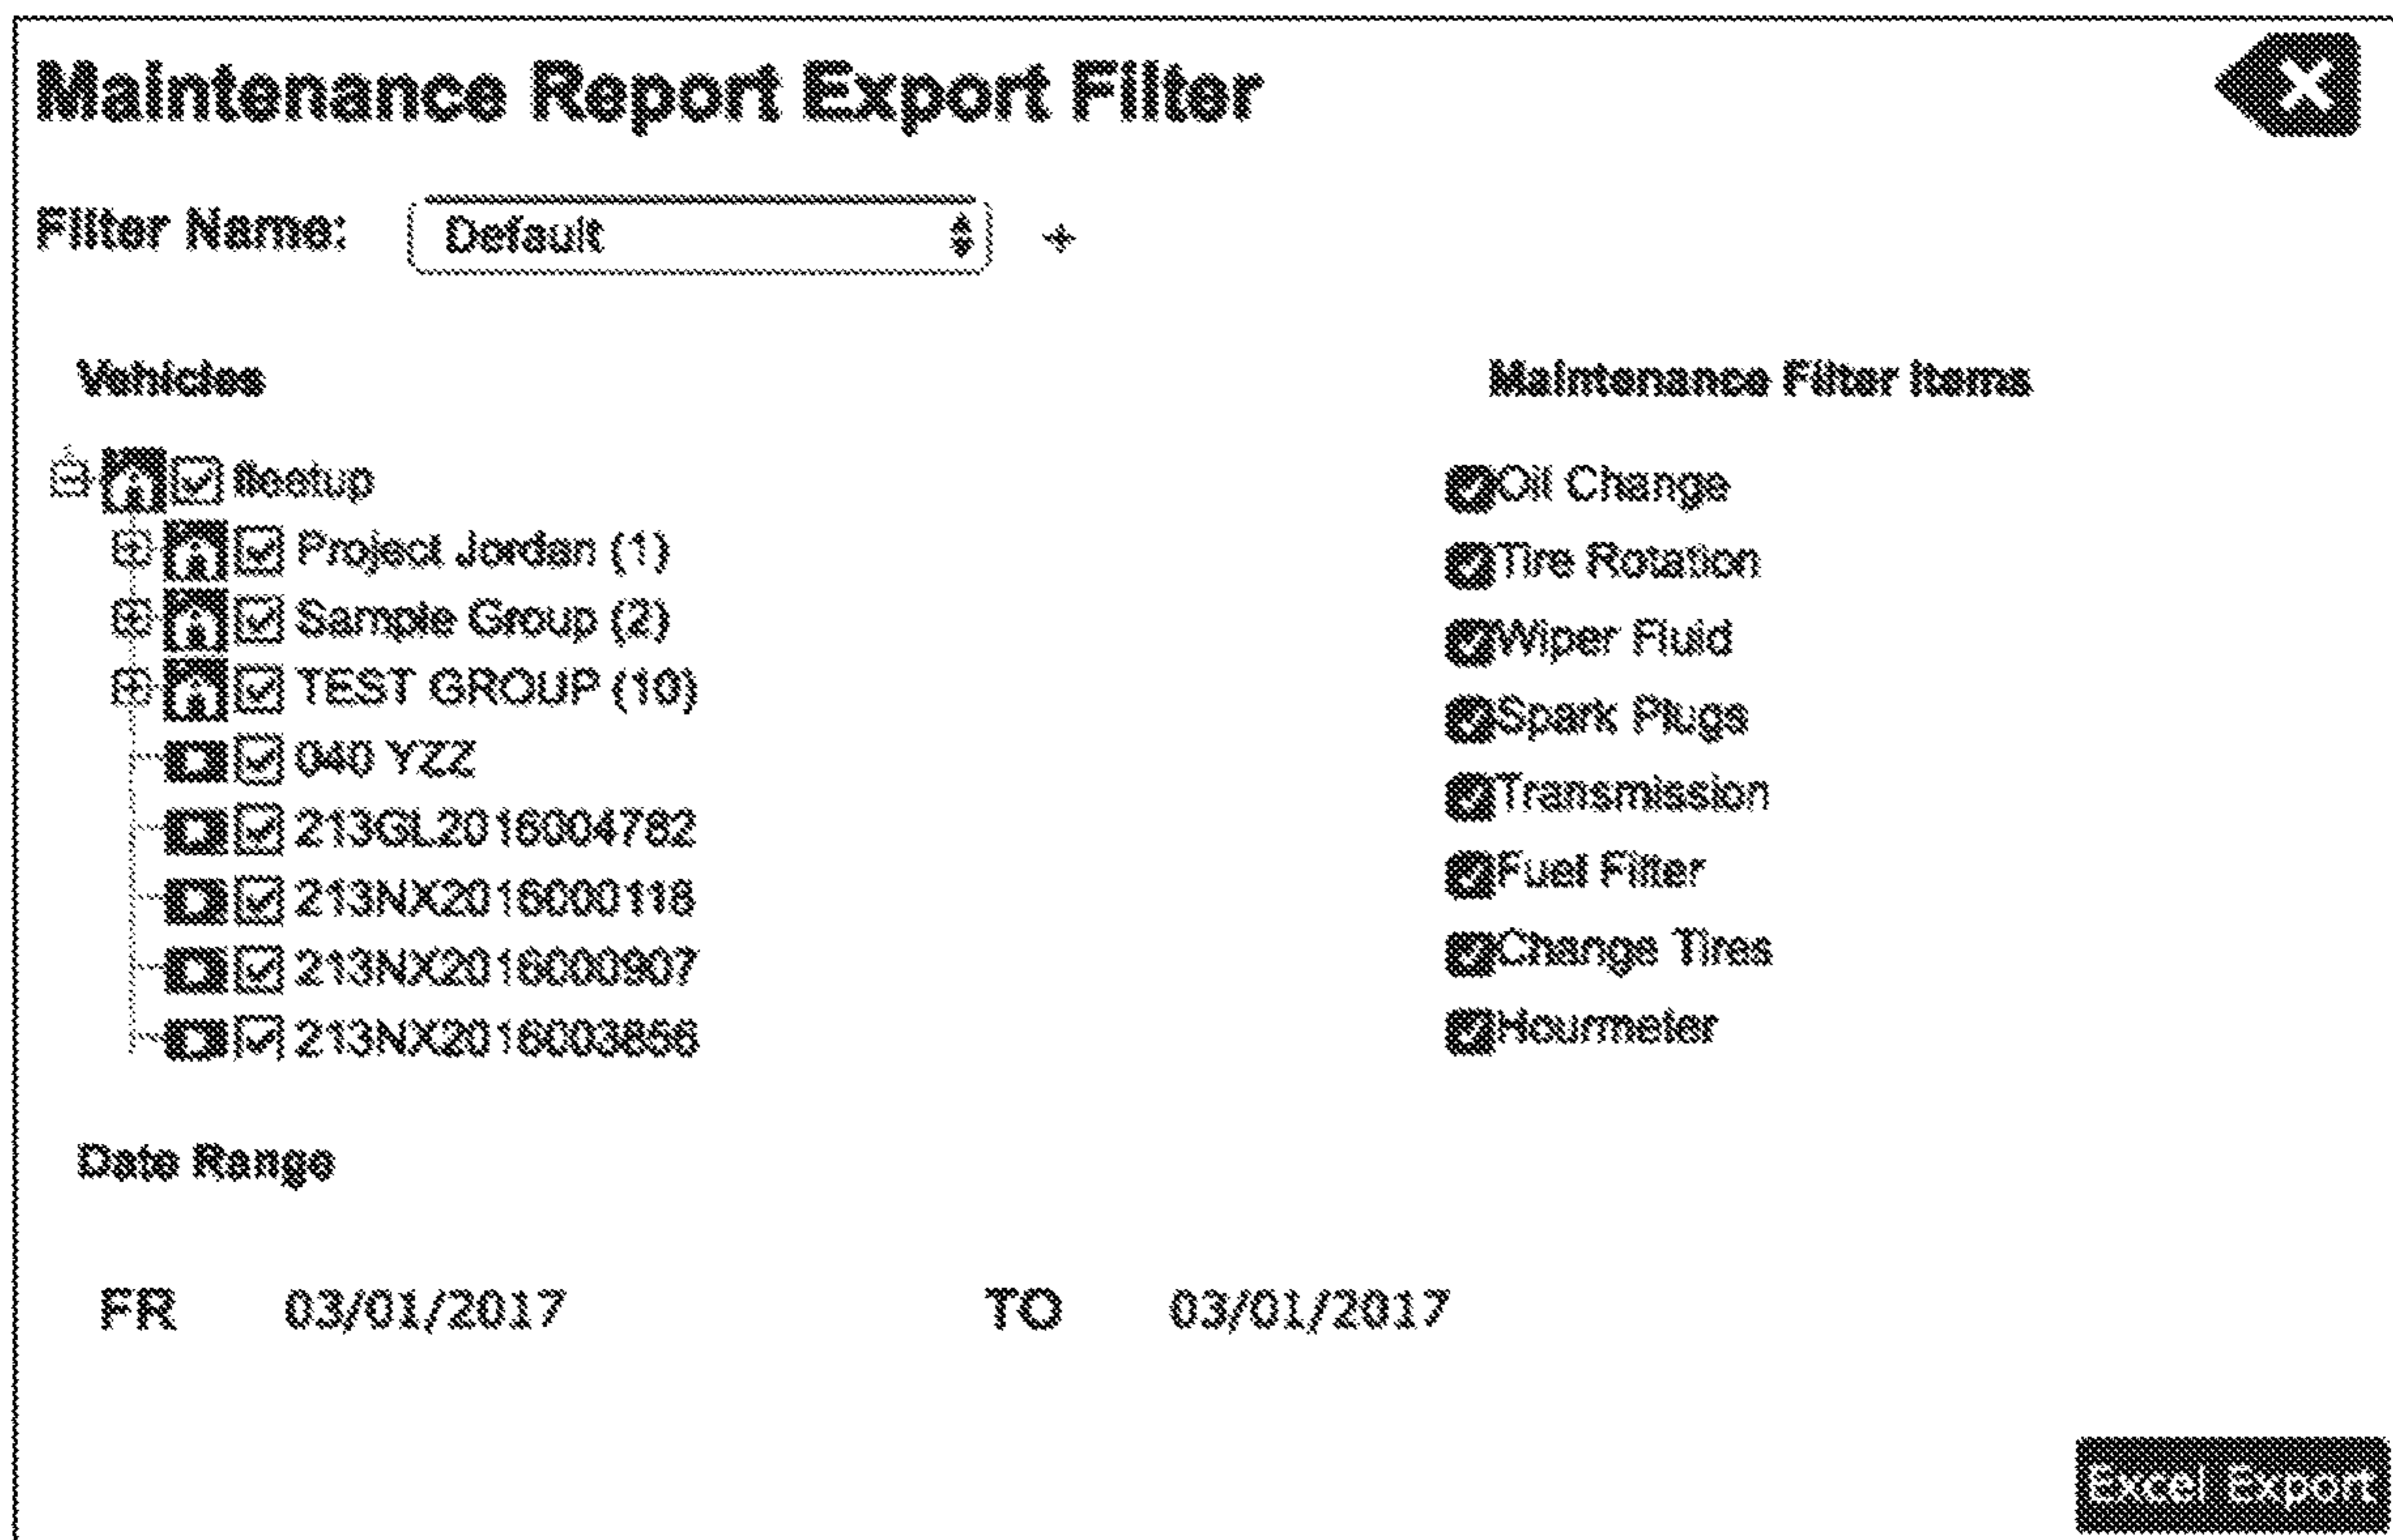 Maintenance Report Export Filter
Filter Name: Default +
Vehicles
fleetup
Project Jordan (1)
Sample Group (2)
TEST GROUP (10)
040 YZZ
213GL2016004762
213NX2016000118
213NX2016000907
213NX2016003856
Maintenance Filter Items
Oil Change
Tire Rotation
Wiper Fluid
Spark Plugs
Transmission
Fuel Filter
Change Tires
Hourmeter
Date Range
FR 03/01/2017 TO 03/01/2017
Excel Export